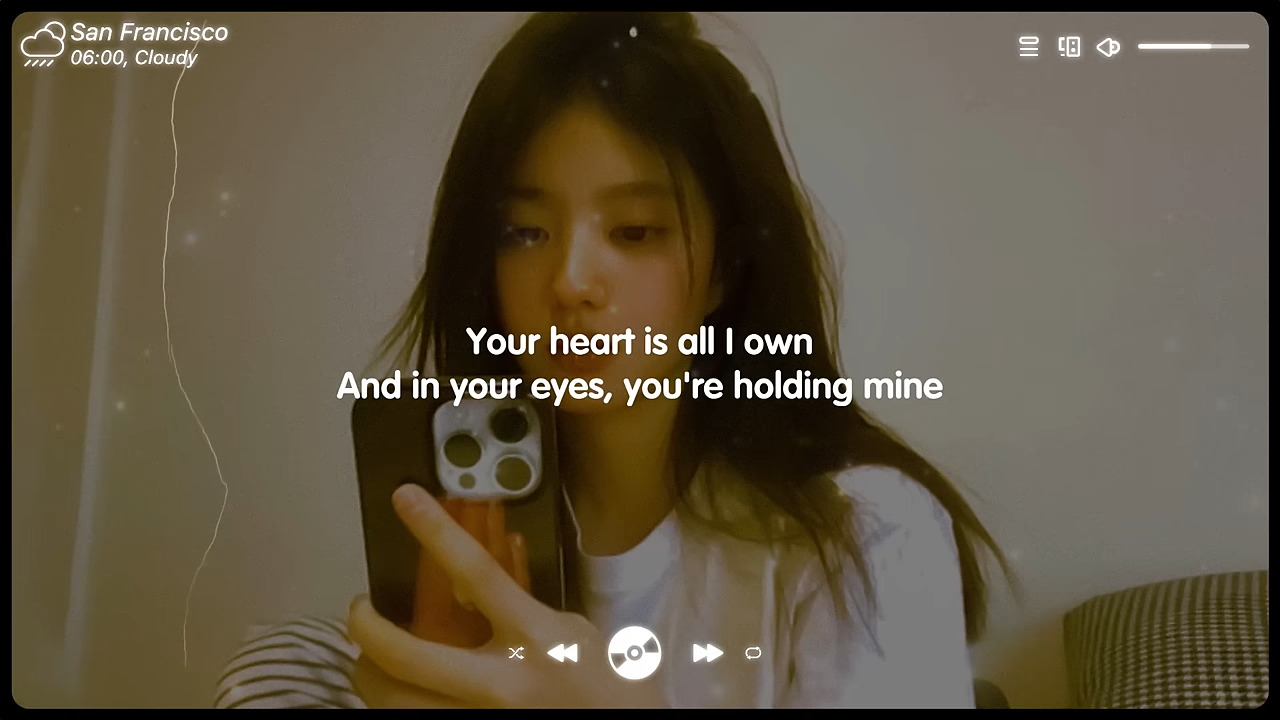 San Francisco
06:00, Cloudy
Your heart is all I own
And in your eyes, you're holding mine